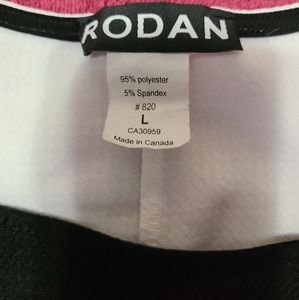 RODAN
95% polyester
5% Spandex
# 820
L
CA30959
Made in Canada